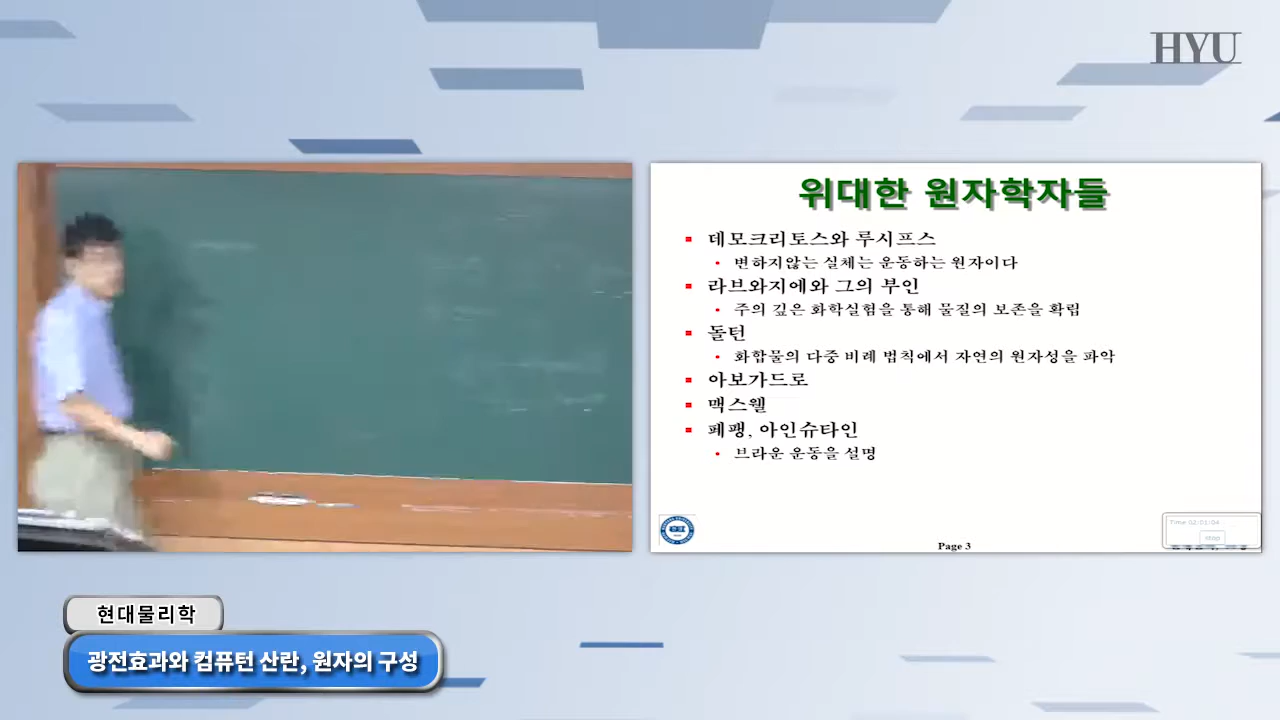 HYU
위대한 원자학자들
데모크리토스와 루시프스
변하지않는 실체는 운동하는 원자이다
라브와지에와 그의 부인
주의 깊은 화학실험을 통해 물질의 보존을 확립
돌턴
화합물의 다중 비례 법칙에서 자연의 원자성을 파악
아보가드로
맥스웰
페팽, 아인슈타인
브라운 운동을 설명
Page 3
현대물리학
광전효과와 컴퓨턴 산란, 원자의 구성